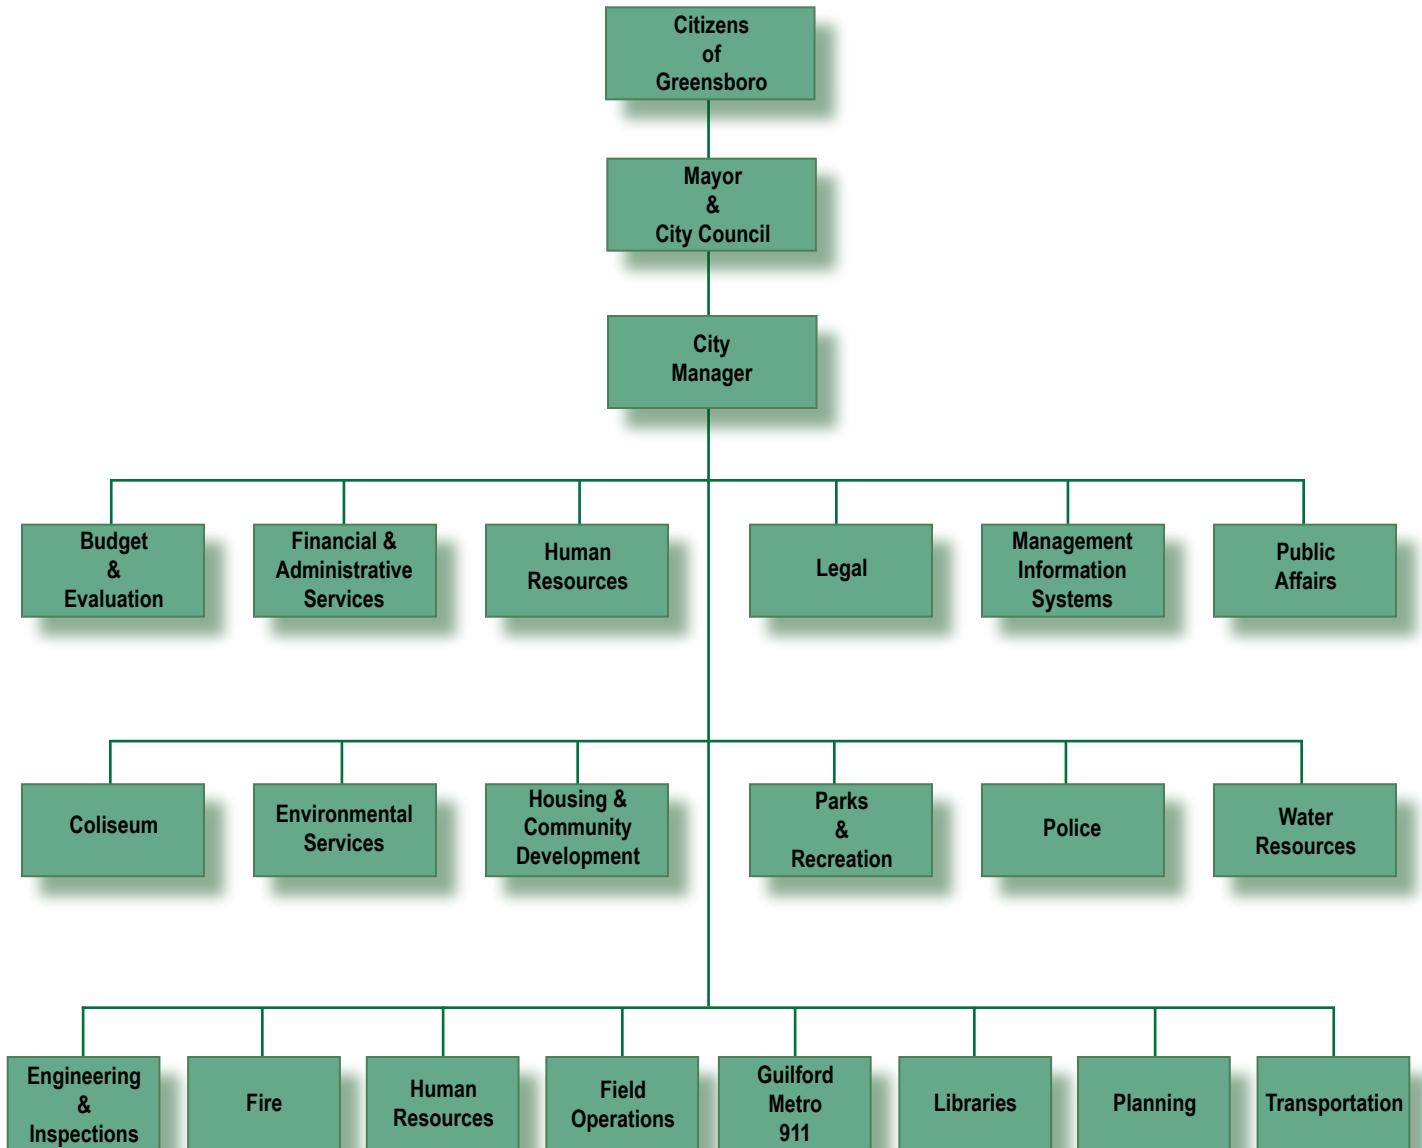 Citizens
of
Greensboro
Mayor
&
City Council
City
Manager
Budget
&
Evaluation
Financial &
Administrative
Services
Human
Resources
Legal
Management
Information
Systems
Public
Affairs
Coliseum
Environmental
Services
Housing &
Community
Development
Parks
&
Recreation
Police
Water
Resources
Engineering
&
Inspections
Fire
Human
Resources
Field
Operations
Guilford
Metro
911
Libraries
Planning
Transportation